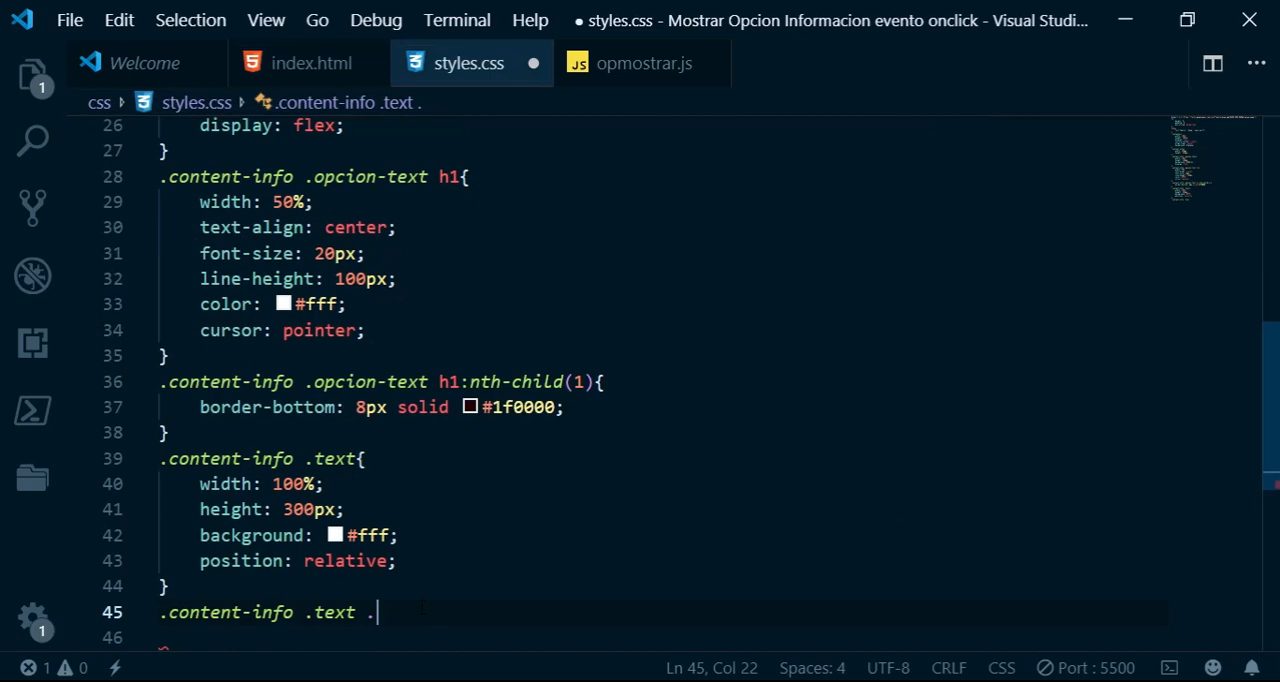 File Edit Selection View Go Debug Terminal Help ● styles.css - Mostrar Opcion Informacion evento onclick - Visual Studi...
Welcome index.html styles.css ● JS opmostrar.js
css styles.css .content-info .text .
26 display: flex;
27 }
28 .content-info .opcion-text h1{
29 width: 50%;
30 text-align: center;
31 font-size: 20px;
32 line-height: 100px;
33 color: #fff;
34 cursor: pointer;
35 }
36 .content-info .opcion-text h1:nth-child(1){
37 border-bottom: 8px solid #1f0000;
38 }
39 .content-info .text{
40 width: 100%;
41 height: 300px;
42 background: #fff;
43 position: relative;
44 }
45 .content-info .text .
46
1 0 Ln 45, Col 22 Spaces: 4 UTF-8 CRLF CSS Port : 5500
1
1